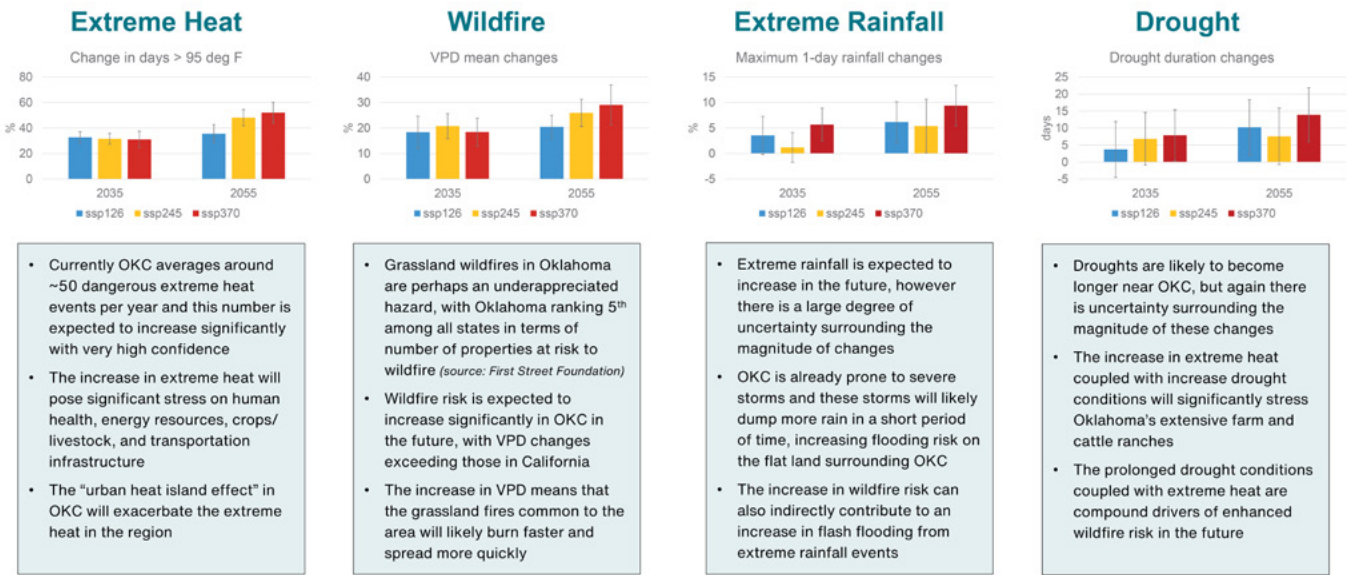 Extreme Heat
Change in days > 95 deg F
80
60
40
20
0
%
2035
2055
ssp126
ssp245
ssp370
• Currently OKC averages around
~50 dangerous extreme heat
events per year and this number is
expected to increase significantly
with very high confidence
• The increase in extreme heat will
pose significant stress on human
health, energy resources, crops/
livestock, and transportation
infrastructure
• The “urban heat island effect” in
OKC will exacerbate the extreme
heat in the region
Wildfire
VPD mean changes
40
30
20
10
0
%
2035
2055
ssp126
ssp245
ssp370
• Grassland wildfires in Oklahoma
are perhaps an underappreciated
hazard, with Oklahoma ranking 5th
among all states in terms of
number of properties at risk to
wildfire (source: First Street Foundation)
• Wildfire risk is expected to
increase significantly in OKC in
the future, with VPD changes
exceeding those in California
• The increase in VPD means that
the grassland fires common to the
area will likely burn faster and
spread more quickly
Extreme Rainfall
Maximum 1-day rainfall changes
15
10
5
0
-5
%
2035
2055
ssp126
ssp245
ssp370
• Extreme rainfall is expected to
increase in the future, however
there is a large degree of
uncertainty surrounding the
magnitude of changes
• OKC is already prone to severe
storms and these storms will likely
dump more rain in a short period
of time, increasing flooding risk on
the flat land surrounding OKC
• The increase in wildfire risk can
also indirectly contribute to an
increase in flash flooding from
extreme rainfall events
Drought
Drought duration changes
25
20
15
10
5
0
-5
days
2035
2055
ssp126
ssp245
ssp370
• Droughts are likely to become
longer near OKC, but again there
is uncertainty surrounding the
magnitude of these changes
• The increase in extreme heat
coupled with increase drought
conditions will significantly stress
Oklahoma’s extensive farm and
cattle ranches
• The prolonged drought conditions
coupled with extreme heat are
compound drivers of enhanced
wildfire risk in the future